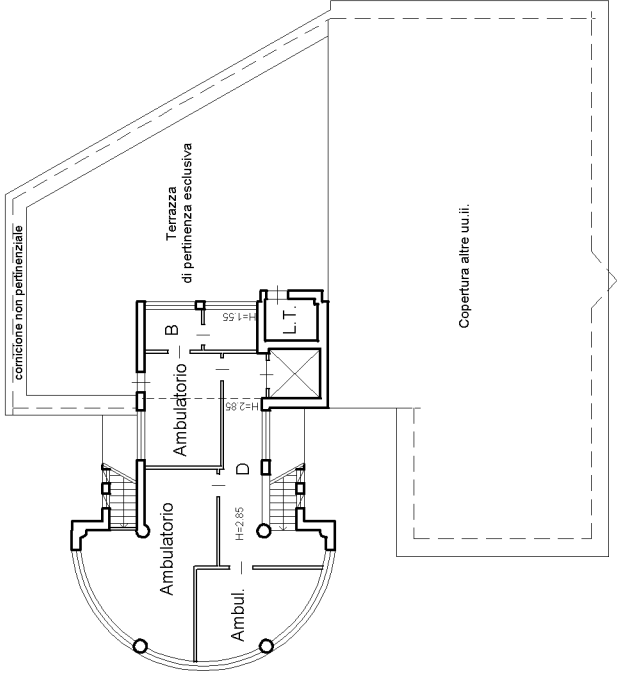 Terrazza
di pertinenza esclusiva
cornicione non pertinenziale
Copertura altre uu.ii.
L.T.
H=1.55
B
Ambulatorio
H=2.85
D
Ambulatorio
H=2.85
Ambul.